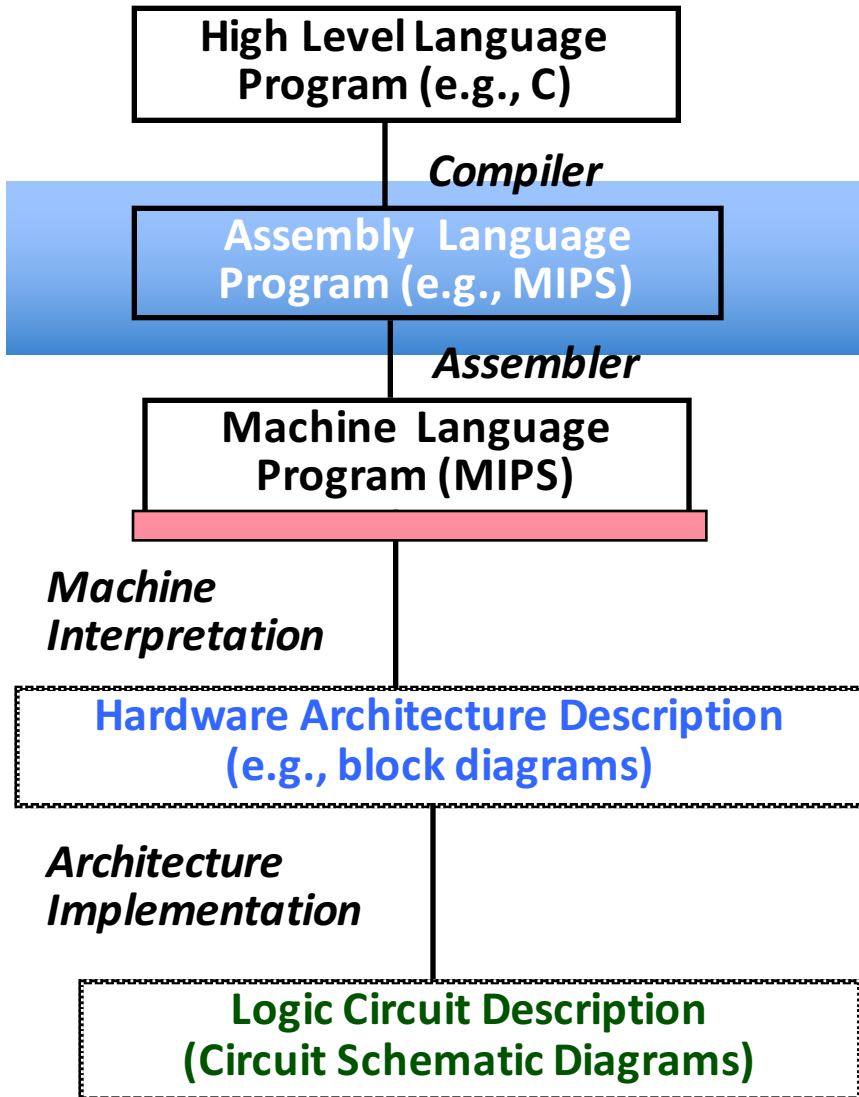 High Level Language
Program (e.g., C)
Compiler
Assembly Language
Program (e.g., MIPS)
Assembler
Machine Language
Program (MIPS)
Machine
Interpretation
Hardware Architecture Description
(e.g., block diagrams)
Architecture
Implementation
Logic Circuit Description
(Circuit Schematic Diagrams)